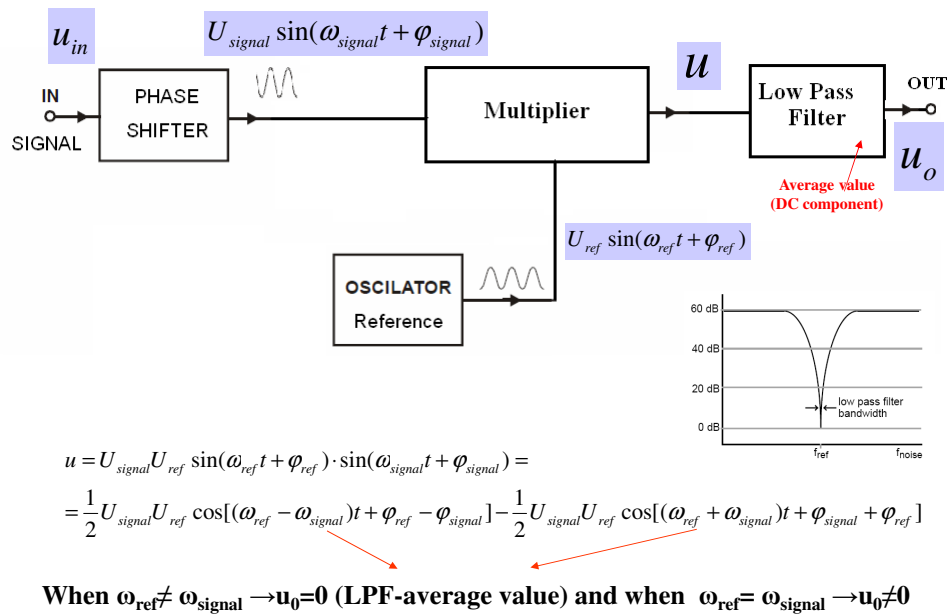 u_in
U_signal sin(ω_signal t + φ_signal)
u
IN
SIGNAL
PHASE
SHIFTER
Multiplier
Low Pass
Filter
OUT
u_o
Average value
(DC component)
U_ref sin(ω_ref t + φ_ref)
OSCILATOR
Reference
60 dB
40 dB
20 dB
0 dB
low pass filter
bandwidth
f_ref
f_noise
u = U_signal U_ref sin(ω_ref t + φ_ref) · sin(ω_signal t + φ_signal) =
= 1/2 U_signal U_ref cos[(ω_ref − ω_signal)t + φ_ref − φ_signal] − 1/2 U_signal U_ref cos[(ω_ref + ω_signal)t + φ_signal + φ_ref]
When ω_ref ≠ ω_signal → u_0=0 (LPF-average value) and when ω_ref = ω_signal → u_0≠0